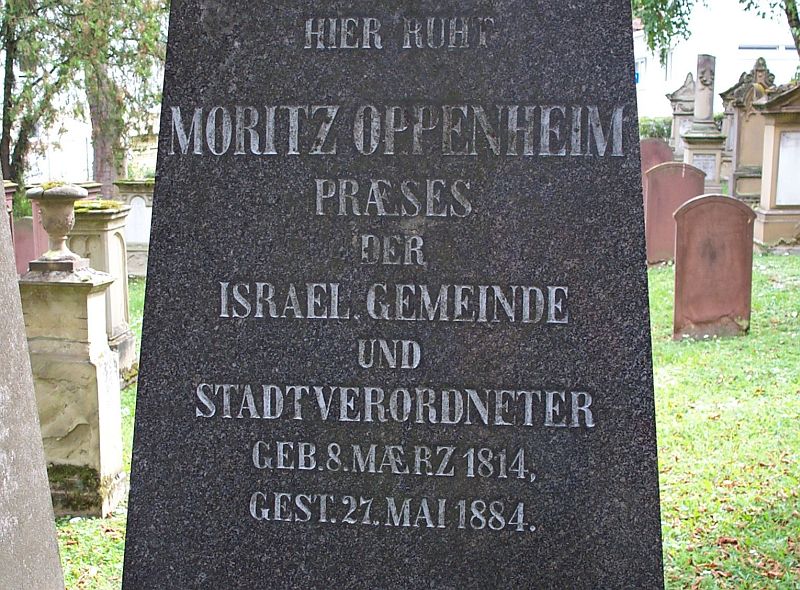 HIER RUHT
MORITZ OPPENHEIM
PRÆSES
DER
ISRAEL. GEMEINDE
UND
STADTVERORDNETER
GEB. 8. MÆRZ 1814,
GEST. 27. MAI 1884.